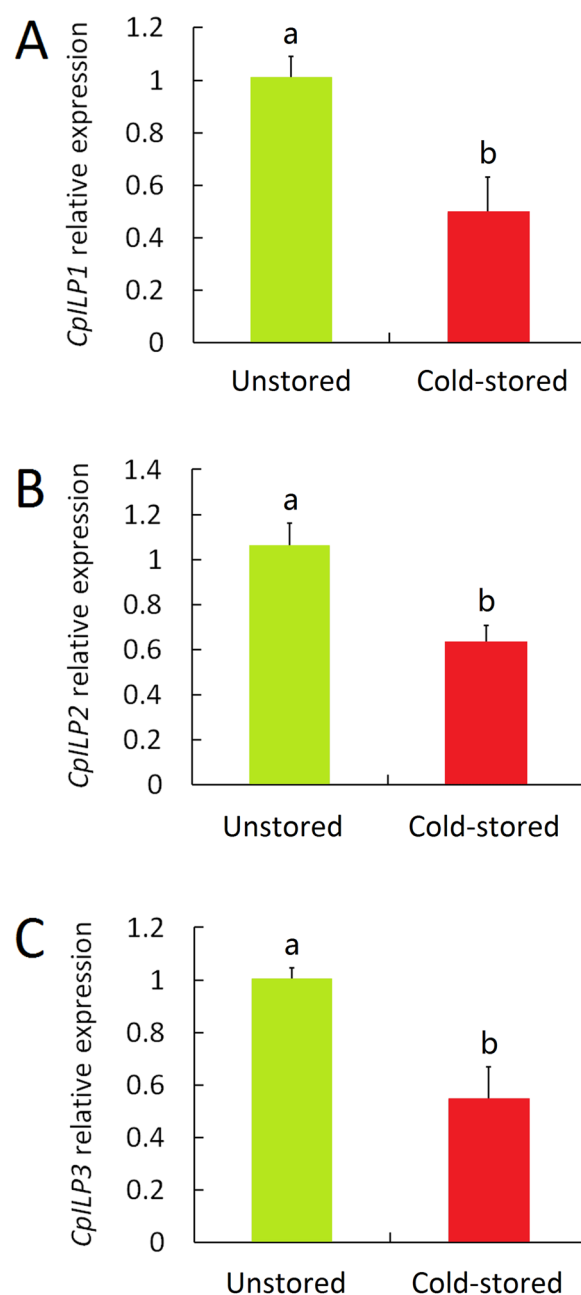 A
CpILP1 relative expression
1.2
1
0.8
0.6
0.4
0.2
0
a
b
Unstored
Cold-stored
B
CpILP2 relative expression
1.4
1.2
1
0.8
0.6
0.4
0.2
0
a
b
Unstored
Cold-stored
C
CpILP3 relative expression
1.2
1
0.8
0.6
0.4
0.2
0
a
b
Unstored
Cold-stored